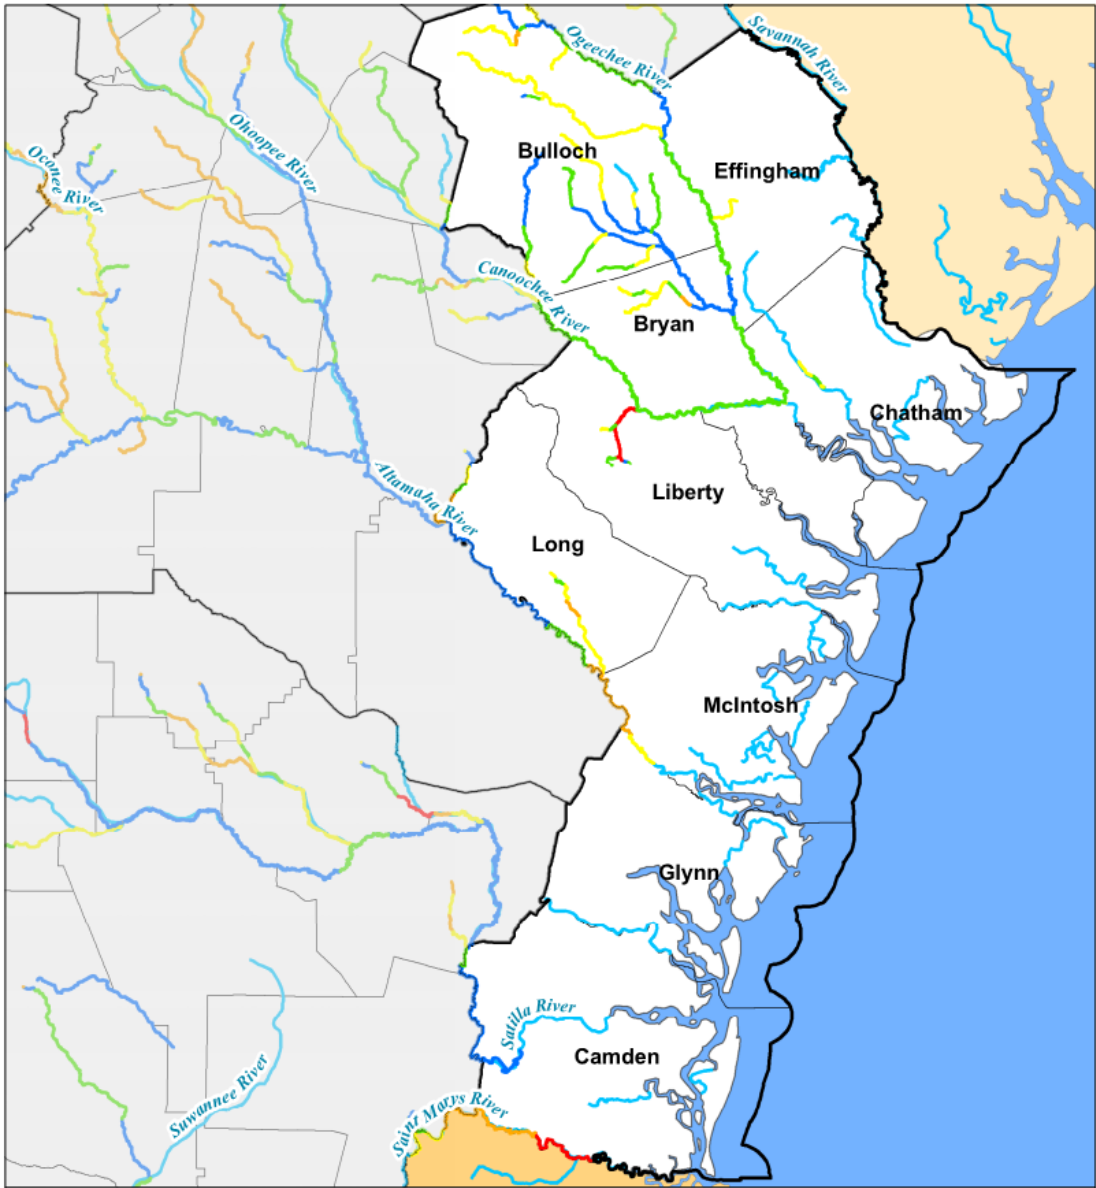 Savannah River
Ogeechee River
Ohoopee River
Bulloch
Effingham
Oconee River
Canoochee River
Bryan
Chatham
Altamaha River
Liberty
Long
McIntosh
Glynn
Satilla River
Camden
Suwannee River
Saint Marys River